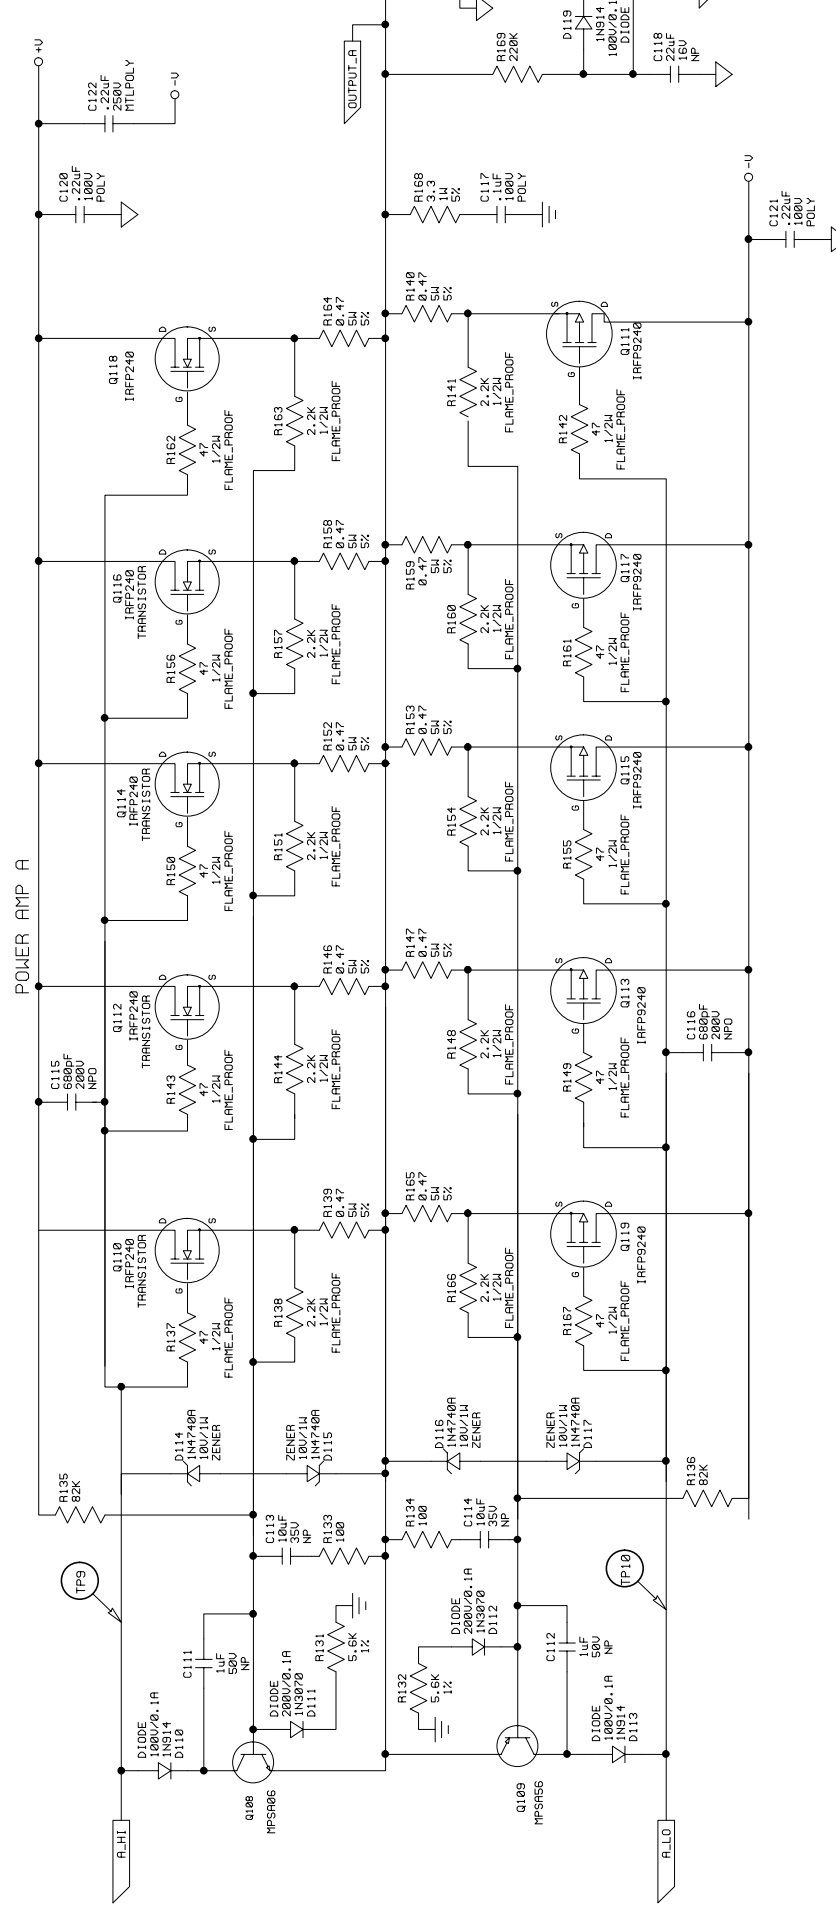 POWER AMP A
+V
C122
.22uF
250V
MTLPOLY
-V
C120
.22uF
100V
POLY
OUTPUT_A
R169
220K
D119
1N914
100V/0.1
DIODE
C118
22uF
16V
NP
R168
3.3
1W
5%
C117
.1uF
100V
POLY
-V
C121
.22uF
100V
POLY
Q118
IRFP240
D
S
G
R162
47
1/2W
FLAME_PROOF
R163
2.2K
1/2W
FLAME_PROOF
R164
0.47
5W
5%
R140
0.47
5W
5%
R141
2.2K
1/2W
FLAME_PROOF
R142
47
1/2W
FLAME_PROOF
S
D
G
Q111
IRFP9240
Q116
IRFP240
TRANSISTOR
D
S
G
R156
47
1/2W
FLAME_PROOF
R157
2.2K
1/2W
FLAME_PROOF
R158
0.47
5W
5%
R159
0.47
5W
5%
R160
2.2K
1/2W
FLAME_PROOF
R161
47
1/2W
FLAME_PROOF
S
D
G
Q117
IRFP9240
Q114
IRFP240
TRANSISTOR
D
S
G
R150
47
1/2W
FLAME_PROOF
R151
2.2K
1/2W
FLAME_PROOF
R152
0.47
5W
5%
R153
0.47
5W
5%
R154
2.2K
1/2W
FLAME_PROOF
R155
47
1/2W
FLAME_PROOF
S
D
G
Q115
IRFP9240
Q112
IRFP240
TRANSISTOR
D
S
G
C115
680pF
200V
NPO
R143
47
1/2W
FLAME_PROOF
R144
2.2K
1/2W
FLAME_PROOF
R146
0.47
5W
5%
R147
0.47
5W
5%
R148
2.2K
1/2W
FLAME_PROOF
R149
47
1/2W
FLAME_PROOF
S
D
G
Q113
IRFP9240
C116
680pF
200V
NPO
Q110
IRFP240
TRANSISTOR
D
S
G
R137
47
1/2W
FLAME_PROOF
R138
2.2K
1/2W
FLAME_PROOF
R139
0.47
5W
5%
R165
0.47
5W
5%
R166
2.2K
1/2W
FLAME_PROOF
R167
47
1/2W
FLAME_PROOF
S
D
G
Q119
IRFP9240
R135
82K
D114
1N4740A
10V/1W
ZENER
ZENER
10V/1W
1N4740A
D115
D116
1N4740A
10V/1W
ZENER
ZENER
10V/1W
1N4740A
D117
R136
82K
C113
10uF
35V
NP
R133
100
R134
100
C114
10uF
35V
NP
TP9
TP10
C111
1uF
50V
NP
DIODE
200V/0.1A
1N3070
D111
R131
5.6K
1%
R132
5.6K
1%
DIODE
200V/0.1A
1N3070
D112
C112
1uF
50V
NP
DIODE
100V/0.1A
1N914
D110
DIODE
100V/0.1A
1N914
D113
Q108
MPSA06
Q109
MPSA56
A_HI
A_LO